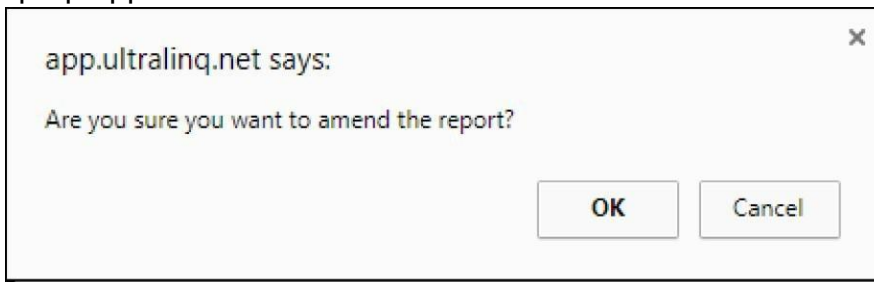 app.ultralinq.net says:
Are you sure you want to amend the report?
OK Cancel